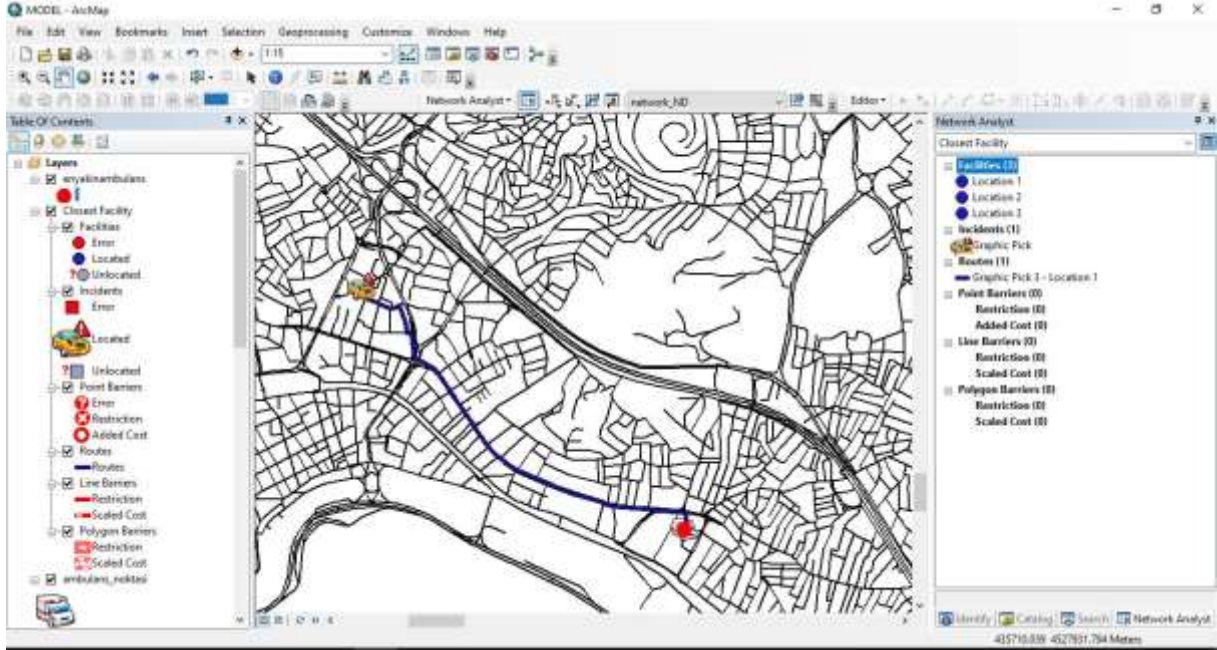 MODEL - ArcMap
File Edit View Bookmarks Insert Selection Geoprocessing Customize Windows Help
1:15
Network Analyst
network_ND
Editor
Table Of Contents
Layers
enyakinambulans
Closest Facility
Facilities
Error
Located
Unlocated
Incidents
Error
Located
Unlocated
Point Barriers
Error
Restriction
Added Cost
Routes
Routes
Line Barriers
Restriction
Scaled Cost
Polygon Barriers
Restriction
Scaled Cost
ambulans_noktasi
Network Analyst
Closest Facility
Facilities (3)
Location 1
Location 2
Location 3
Incidents (1)
Graphic Pick
Routes (1)
Graphic Pick 3 - Location 1
Point Barriers (0)
Restriction (0)
Added Cost (0)
Line Barriers (0)
Restriction (0)
Scaled Cost (0)
Polygon Barriers (0)
Restriction (0)
Scaled Cost (0)
Identify Catalog Search Network Analyst
Meters